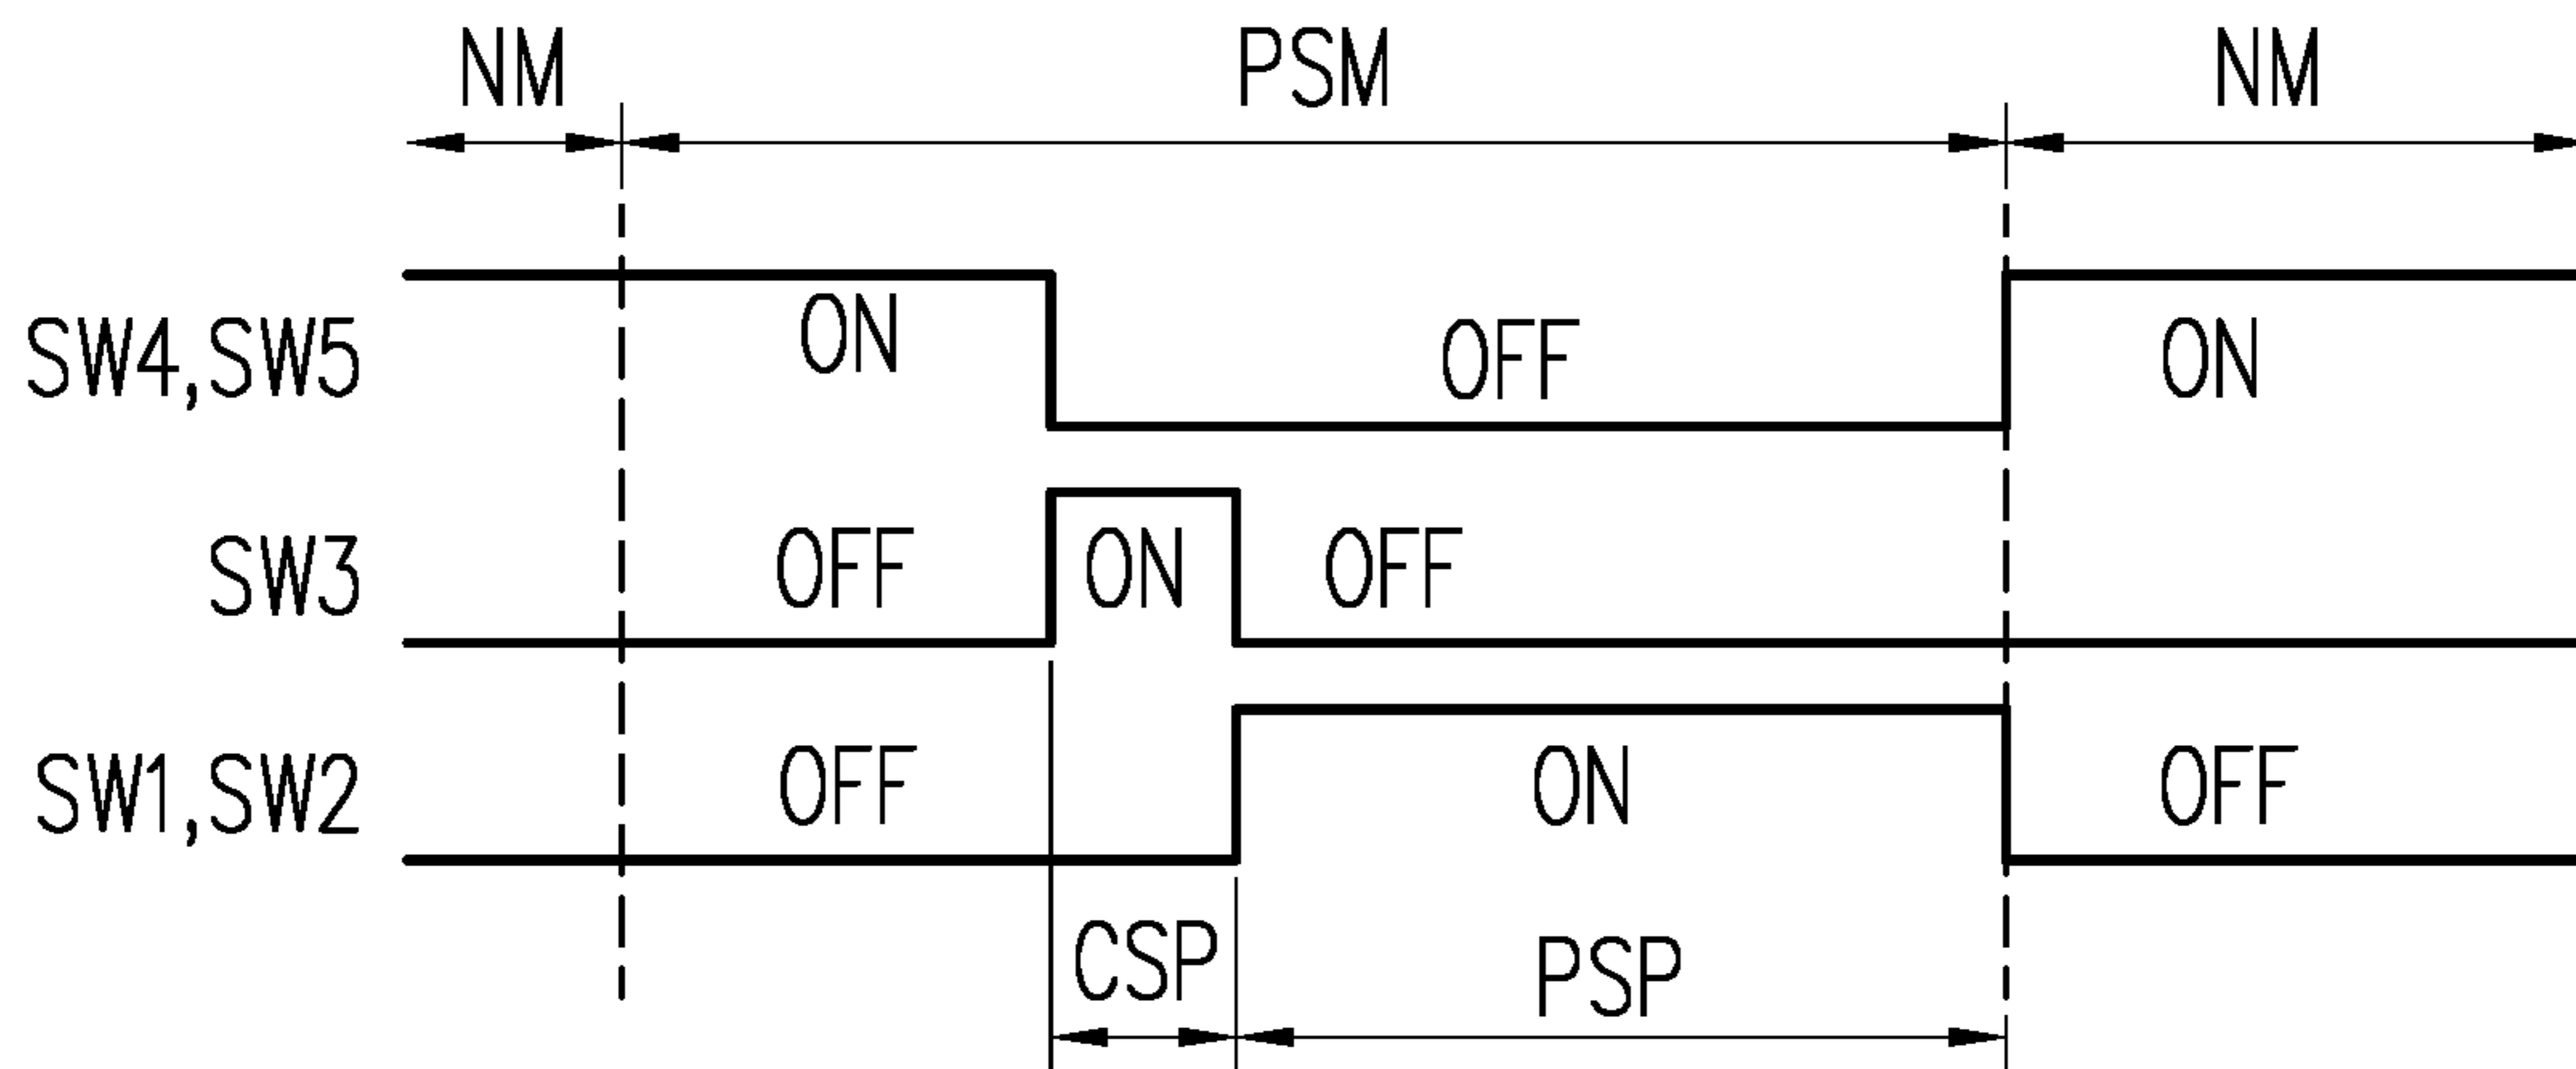 NM PSM NM
SW4,SW5 ON OFF ON
SW3 OFF ON OFF
SW1,SW2 OFF ON OFF
CSP PSP